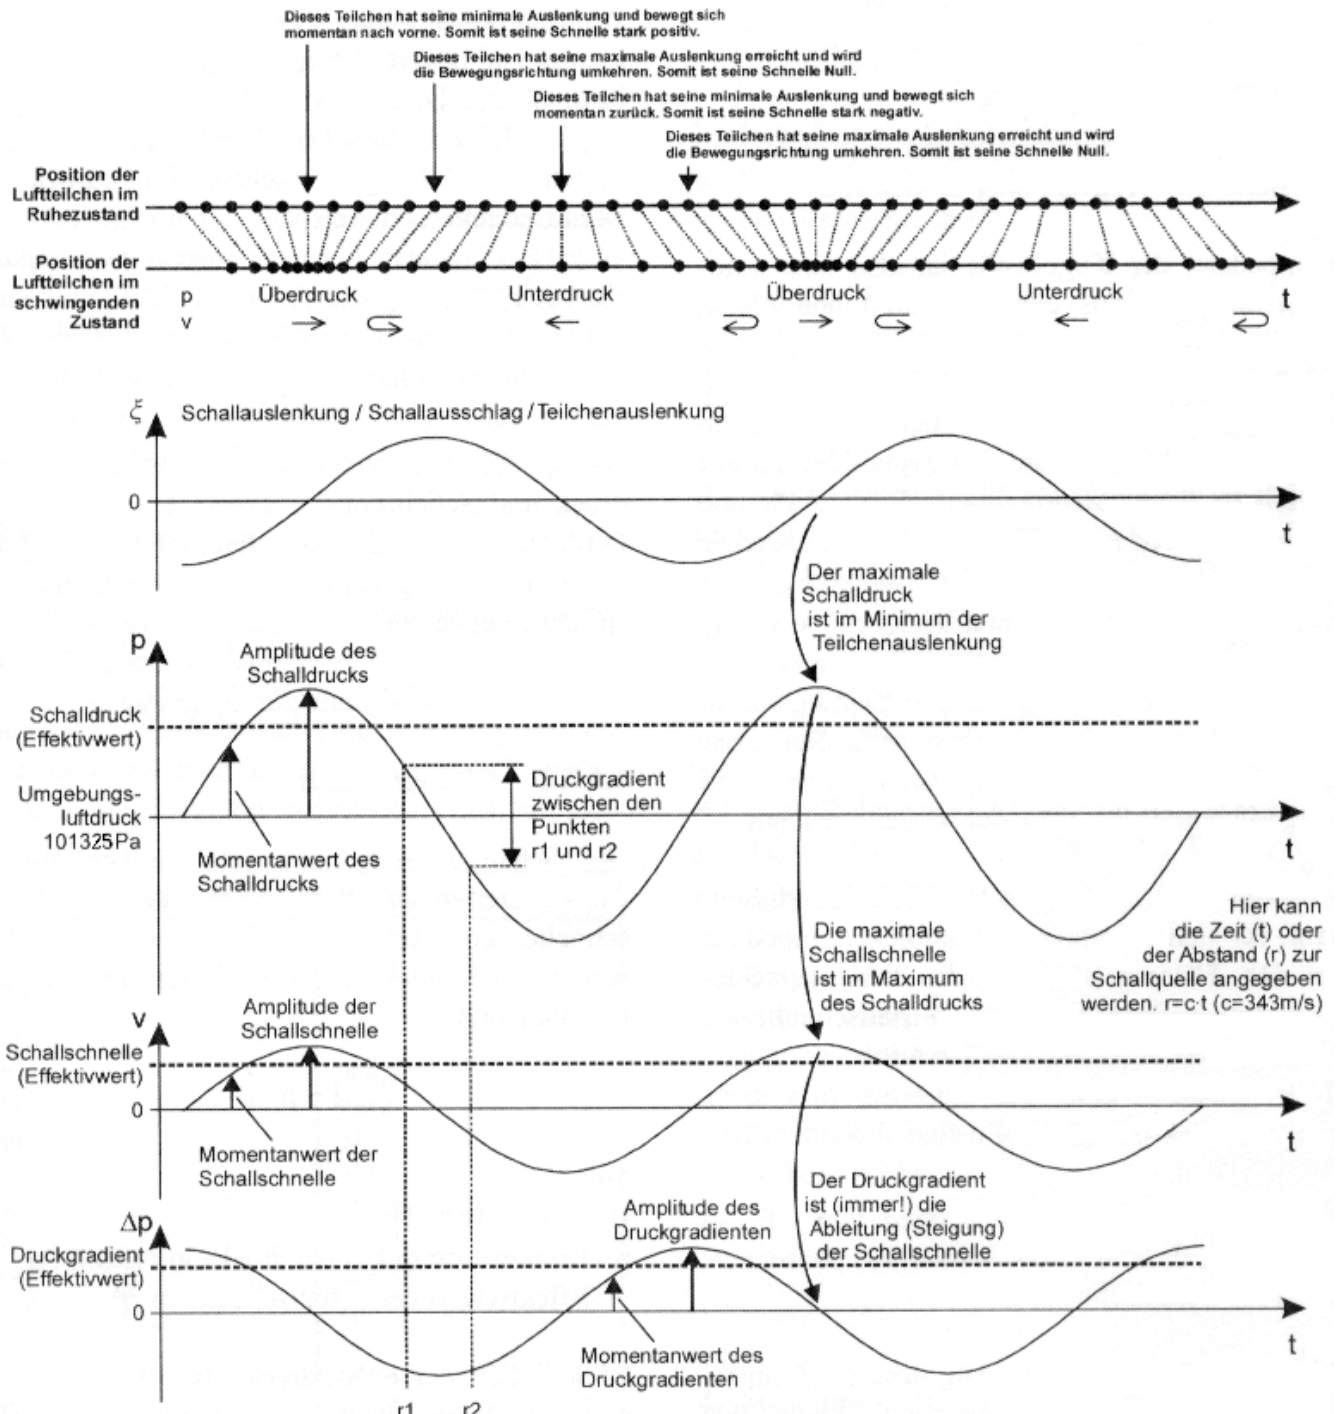 Dieses Teilchen hat seine minimale Auslenkung und bewegt sich
momentan nach vorne. Somit ist seine Schnelle stark positiv.
Dieses Teilchen hat seine maximale Auslenkung erreicht und wird
die Bewegungsrichtung umkehren. Somit ist seine Schnelle Null.
Dieses Teilchen hat seine minimale Auslenkung und bewegt sich
momentan zurück. Somit ist seine Schnelle stark negativ.
Dieses Teilchen hat seine maximale Auslenkung erreicht und wird
die Bewegungsrichtung umkehren. Somit ist seine Schnelle Null.
Position der
Luftteilchen im
Ruhezustand
Position der
Luftteilchen im
schwingenden
Zustand
p
v
Überdruck
Unterdruck
Überdruck
Unterdruck
t
ξ
Schallauslenkung / Schallausschlag / Teilchenauslenkung
0
t
Der maximale
Schalldruck
ist im Minimum der
Teilchenauslenkung
p
Amplitude des
Schalldrucks
Schalldruck
(Effektivwert)
Umgebungs-
luftdruck
101325Pa
Momentanwert des
Schalldrucks
Druckgradient
zwischen den
Punkten
r1 und r2
t
Hier kann
die Zeit (t) oder
der Abstand (r) zur
Schallquelle angegeben
werden. r=c·t (c=343m/s)
Die maximale
Schallschnelle
ist im Maximum
des Schalldrucks
v
Amplitude der
Schallschnelle
Schallschnelle
(Effektivwert)
0
Momentanwert der
Schallschnelle
t
Der Druckgradient
ist (immer!) die
Ableitung (Steigung)
der Schallschnelle
Δp
Amplitude des
Druckgradienten
Druckgradient
(Effektivwert)
0
Momentanwert des
Druckgradienten
t
r1
r2